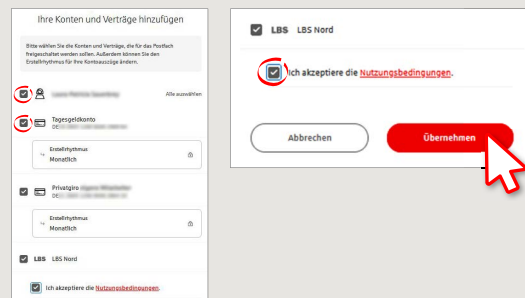 Ihre Konten und Verträge hinzufügen
Bitte wählen Sie die Konten und Verträge, die für das Postfach
freigeschaltet werden sollen. Außerdem können Sie den
Erstellrhythmus für Ihre Kontoauszüge ändern.
Alle auswählen
Tagesgeldkonto
DE
Erstellrhythmus
Monatlich
Privatgiro
DE
Erstellrhythmus
Monatlich
LBS LBS Nord
Ich akzeptiere die Nutzungsbedingungen.
LBS LBS Nord
Ich akzeptiere die Nutzungsbedingungen.
Abbrechen
Übernehmen